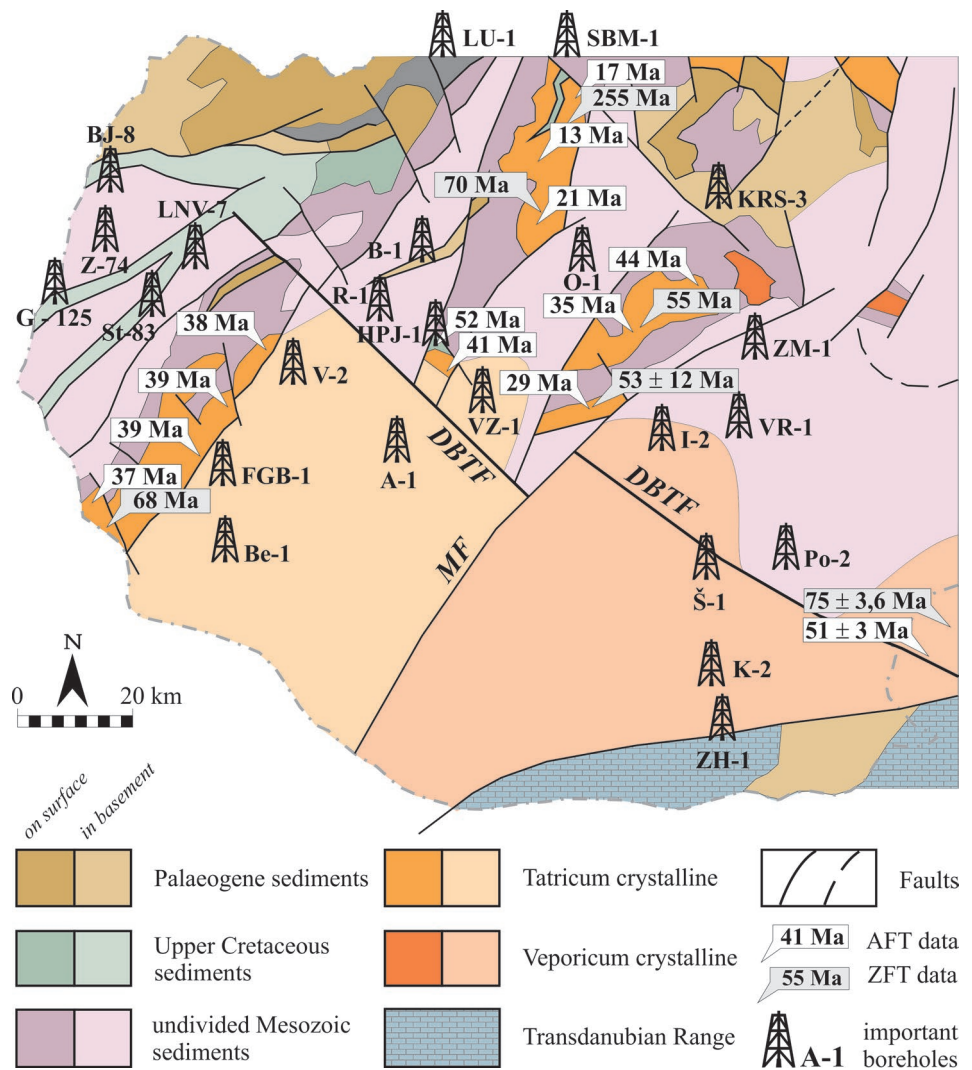 LU-1
SBM-1
17 Ma
255 Ma
13 Ma
BJ-8
70 Ma
21 Ma
KRS-3
LNV-7
Z-74
B-1
O-1
44 Ma
G - 125
St-83
R-1
HPJ-1
35 Ma
55 Ma
38 Ma
52 Ma
41 Ma
ZM-1
V-2
39 Ma
29 Ma
53 ± 12 Ma
VZ-1
VR-1
39 Ma
I-2
FGB-1
A-1
DBTF
DBTF
37 Ma
68 Ma
Be-1
MF
Po-2
Š-1
75 ± 3,6 Ma
51 ± 3 Ma
N
K-2
0 20 km
ZH-1
on surface
in basement
Palaeogene sediments
Upper Cretaceous
sediments
undivided Mesozoic
sediments
Tatricum crystalline
Veporicum crystalline
Transdanubian Range
Faults
41 Ma AFT data
55 Ma ZFT data
A-1 important
boreholes